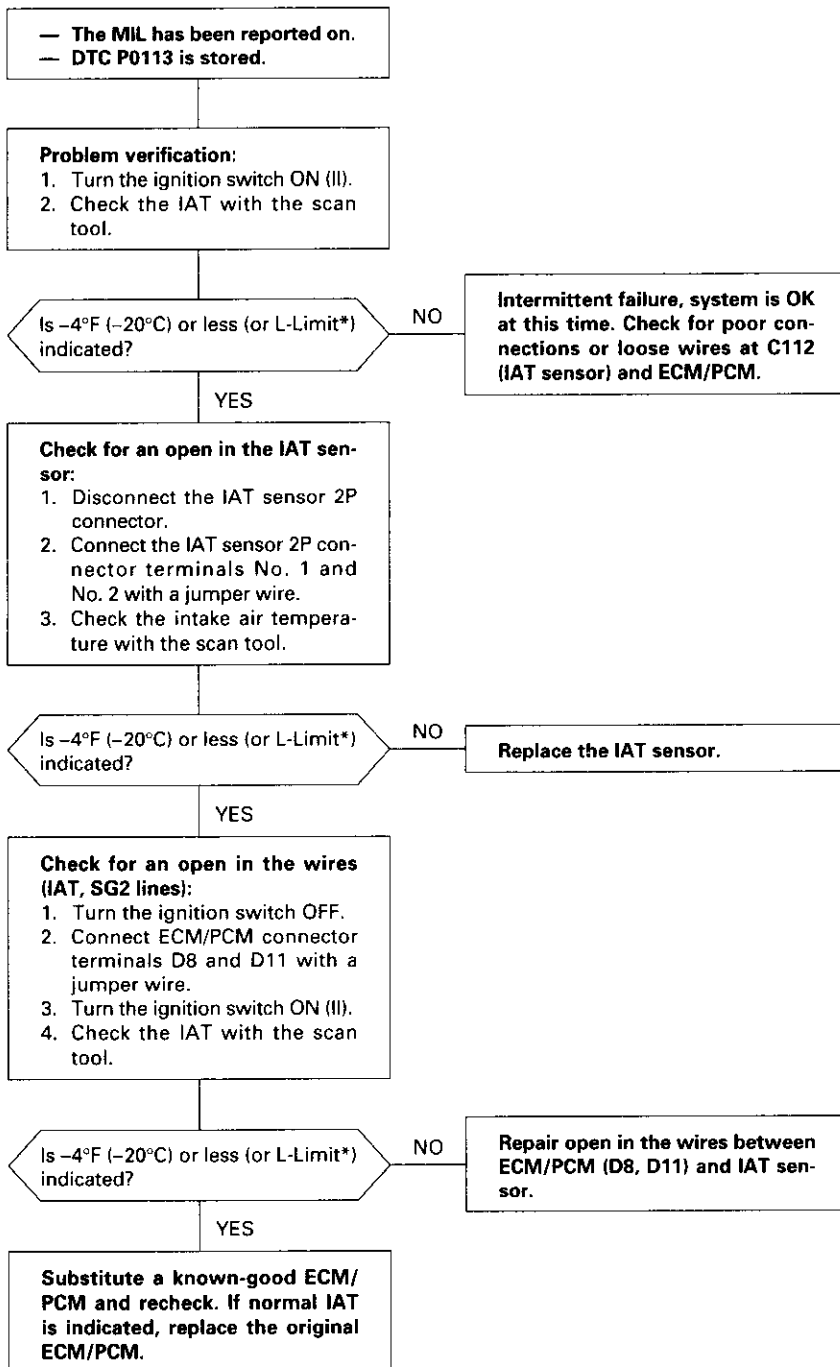 — The MIL has been reported on.
— DTC P0113 is stored.
Problem verification:
1. Turn the ignition switch ON (II).
2. Check the IAT with the scan
tool.
Is –4°F (–20°C) or less (or L-Limit*)
indicated?
NO
Intermittent failure, system is OK
at this time. Check for poor con-
nections or loose wires at C112
(IAT sensor) and ECM/PCM.
YES
Check for an open in the IAT sen-
sor:
1. Disconnect the IAT sensor 2P
connector.
2. Connect the IAT sensor 2P con-
nector terminals No. 1 and
No. 2 with a jumper wire.
3. Check the intake air tempera-
ture with the scan tool.
Is –4°F (–20°C) or less (or L-Limit*)
indicated?
NO
Replace the IAT sensor.
YES
Check for an open in the wires
(IAT, SG2 lines):
1. Turn the ignition switch OFF.
2. Connect ECM/PCM connector
terminals D8 and D11 with a
jumper wire.
3. Turn the ignition switch ON (II).
4. Check the IAT with the scan
tool.
Is –4°F (–20°C) or less (or L-Limit*)
indicated?
NO
Repair open in the wires between
ECM/PCM (D8, D11) and IAT sen-
sor.
YES
Substitute a known-good ECM/
PCM and recheck. If normal IAT
is indicated, replace the original
ECM/PCM.